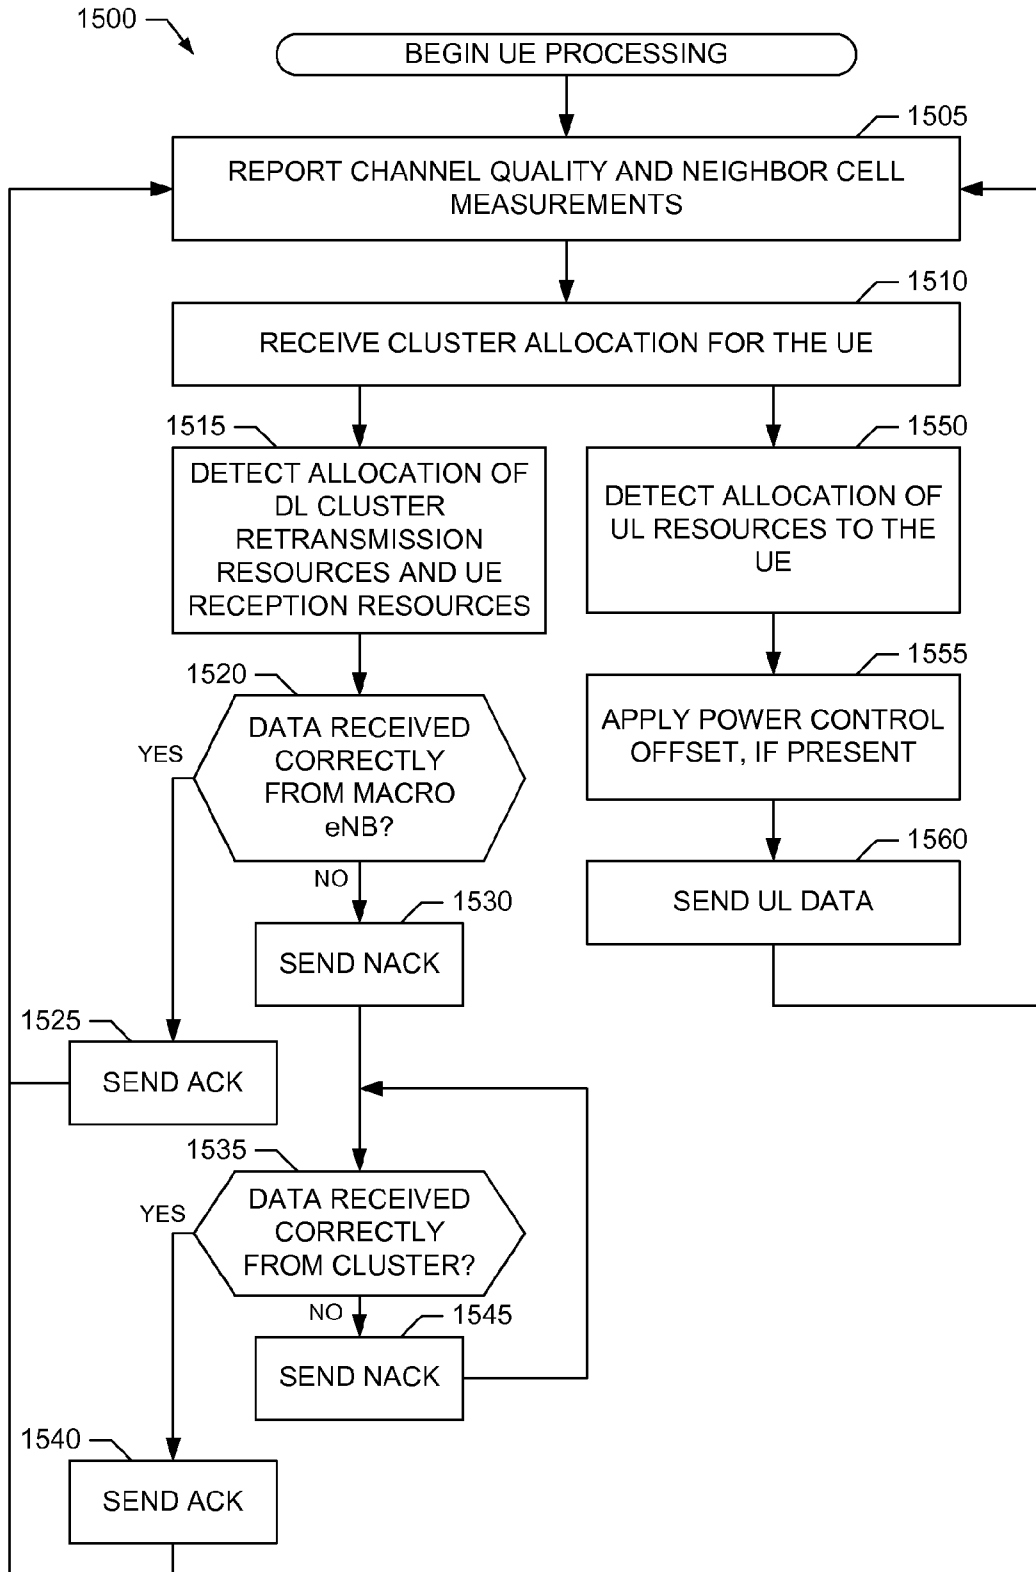 1500
BEGIN UE PROCESSING
1505
REPORT CHANNEL QUALITY AND NEIGHBOR CELL
MEASUREMENTS
1510
RECEIVE CLUSTER ALLOCATION FOR THE UE
1515
DETECT ALLOCATION OF
DL CLUSTER
RETRANSMISSION
RESOURCES AND UE
RECEPTION RESOURCES
1550
DETECT ALLOCATION OF
UL RESOURCES TO THE
UE
1520
DATA RECEIVED
CORRECTLY
FROM MACRO
eNB?
YES
NO
1555
APPLY POWER CONTROL
OFFSET, IF PRESENT
1560
SEND UL DATA
1530
SEND NACK
1525
SEND ACK
1535
DATA RECEIVED
CORRECTLY
FROM CLUSTER?
YES
NO
1545
SEND NACK
1540
SEND ACK